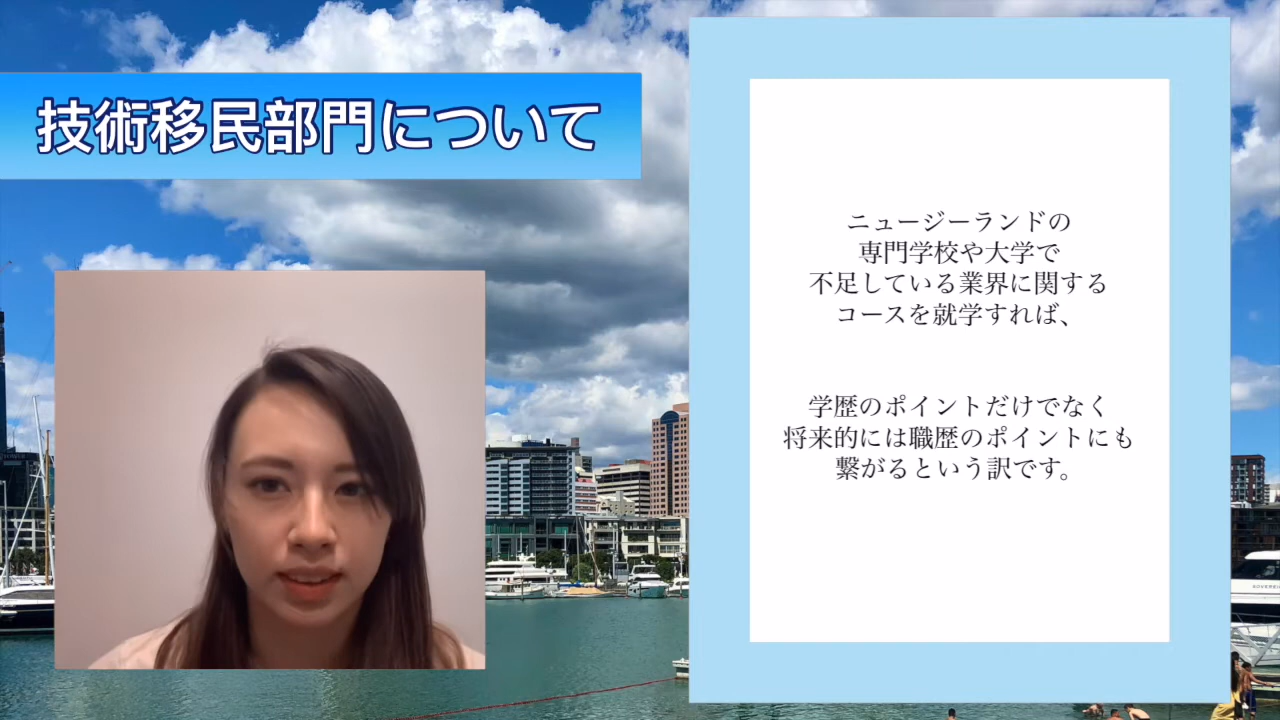 技術移民部門について
ニュージーランドの
専門学校や大学で
不足している業界に関する
コースを就学すれば、
学歴のポイントだけでなく
将来的には職歴のポイントにも
繋がるという訳です。